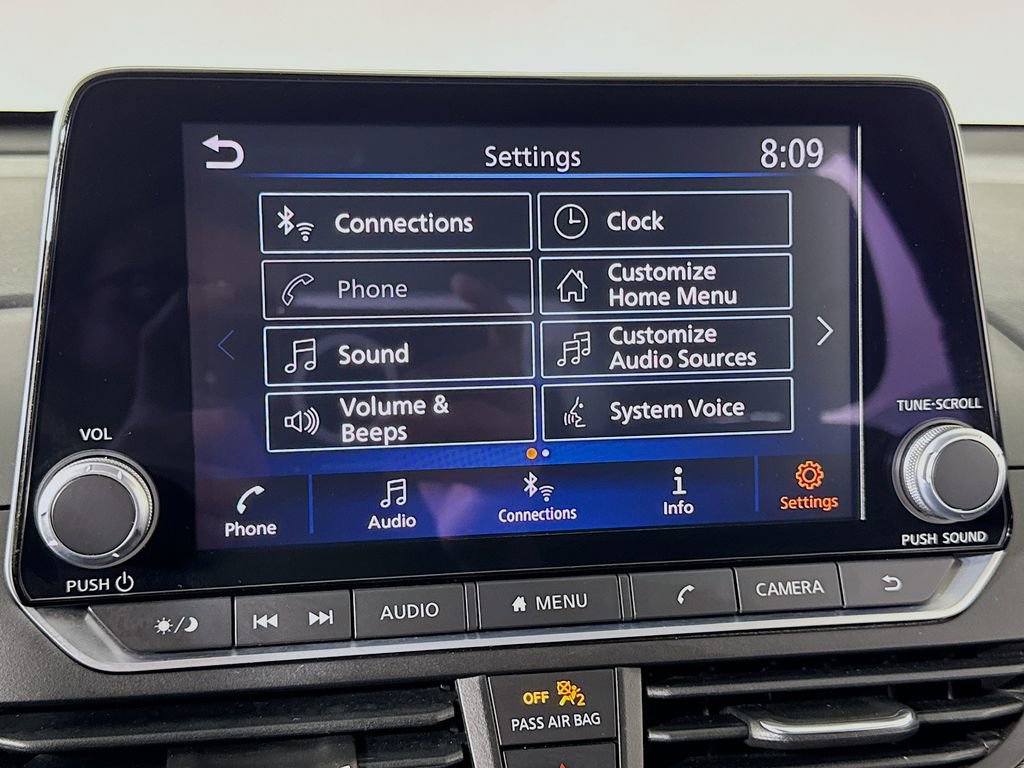 Settings
8:09
Connections
Clock
Phone
Customize
Home Menu
Sound
Customize
Audio Sources
Volume &
Beeps
System Voice
Phone
Audio
Connections
Info
Settings
VOL
PUSH
TUNE·SCROLL
PUSH SOUND
AUDIO
MENU
CAMERA
OFF
2
PASS AIR BAG